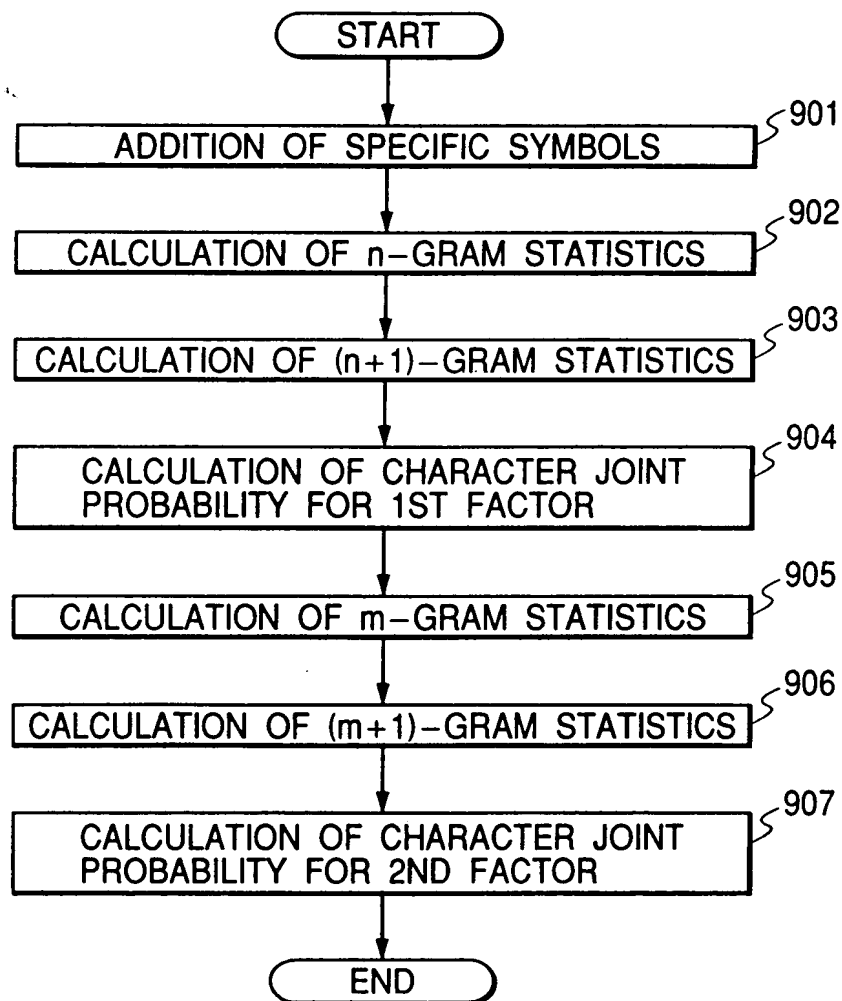 START
901
ADDITION OF SPECIFIC SYMBOLS
902
CALCULATION OF n-GRAM STATISTICS
903
CALCULATION OF (n+1)-GRAM STATISTICS
904
CALCULATION OF CHARACTER JOINT
PROBABILITY FOR 1ST FACTOR
905
CALCULATION OF m-GRAM STATISTICS
906
CALCULATION OF (m+1)-GRAM STATISTICS
907
CALCULATION OF CHARACTER JOINT
PROBABILITY FOR 2ND FACTOR
END